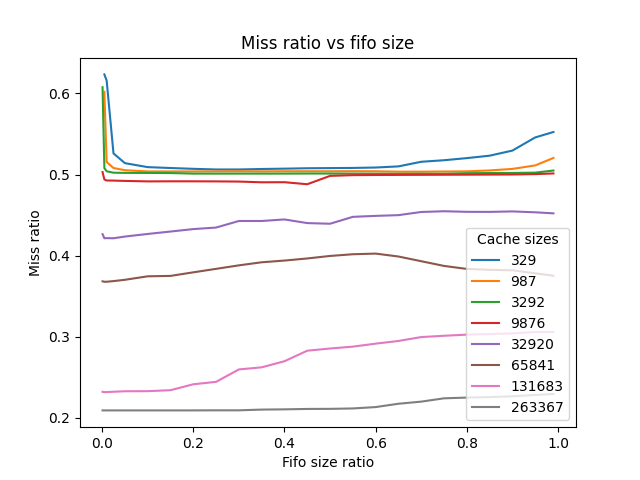 Miss ratio vs fifo size
Miss ratio
0.6
0.5
0.4
0.3
0.2
Cache sizes
329
987
3292
9876
32920
65841
131683
263367
0.0 0.2 0.4 0.6 0.8 1.0
Fifo size ratio